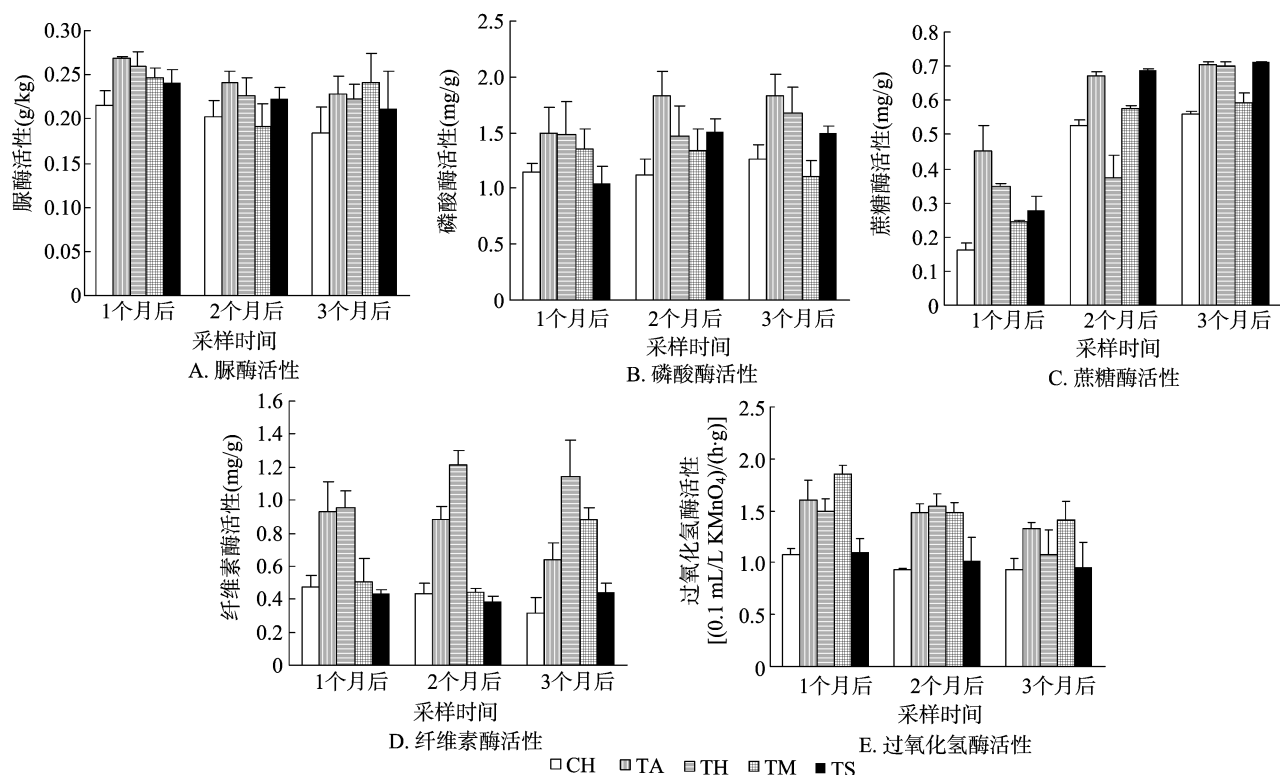 脲酶活性(g/kg)
0.30
0.25
0.20
0.15
0.10
0.05
0
1个月后 2个月后 3个月后
采样时间
A. 脲酶活性
磷酸酶活性(mg/g)
2.5
2.0
1.5
1.0
0.5
0
1个月后 2个月后 3个月后
采样时间
B. 磷酸酶活性
蔗糖酶活性(mg/g)
0.8
0.7
0.6
0.5
0.4
0.3
0.2
0.1
0
1个月后 2个月后 3个月后
采样时间
C. 蔗糖酶活性
纤维素酶活性(mg/g)
1.6
1.4
1.2
1.0
0.8
0.6
0.4
0.2
0
1个月后 2个月后 3个月后
采样时间
D. 纤维素酶活性
过氧化氢酶活性
[(0.1 mL/L KMnO₄)/(h·g)]
2.5
2.0
1.5
1.0
0.5
0
1个月后 2个月后 3个月后
采样时间
E. 过氧化氢酶活性
CH TA TH TM TS